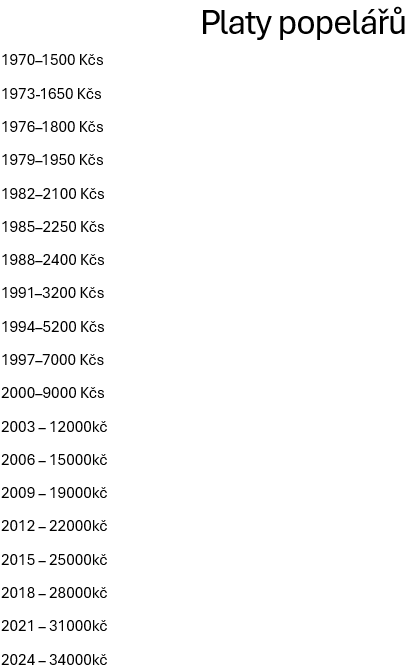 Platy popelářů
1970–1500 Kčs
1973-1650 Kčs
1976–1800 Kčs
1979–1950 Kčs
1982–2100 Kčs
1985–2250 Kčs
1988–2400 Kčs
1991–3200 Kčs
1994–5200 Kčs
1997–7000 Kčs
2000–9000 Kčs
2003 – 12000kč
2006 – 15000kč
2009 – 19000kč
2012 – 22000kč
2015 – 25000kč
2018 – 28000kč
2021 – 31000kč
2024 – 34000kč